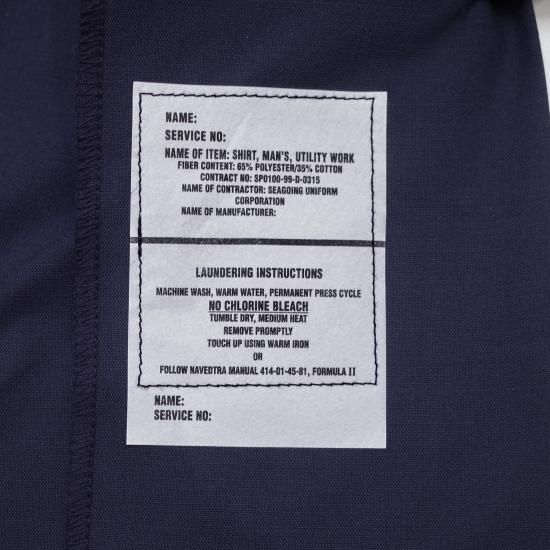 NAME:
SERVICE NO:
NAME OF ITEM: SHIRT, MAN'S, UTILITY WORK
FIBER CONTENT: 65% POLYESTER/35% COTTON
CONTRACT NO: SPO100-99-D-0315
NAME OF CONTRACTOR: SEAGOING UNIFORM
CORPORATION
NAME OF MANUFACTURER:
LAUNDERING INSTRUCTIONS
MACHINE WASH, WARM WATER, PERMANENT PRESS CYCLE
NO CHLORINE BLEACH
TUMBLE DRY, MEDIUM HEAT
REMOVE PROMPTLY
TOUCH UP USING WARM IRON
OR
FOLLOW NAVEDTRA MANUAL 414-01-45-81, FORMULA II
NAME:
SERVICE NO: